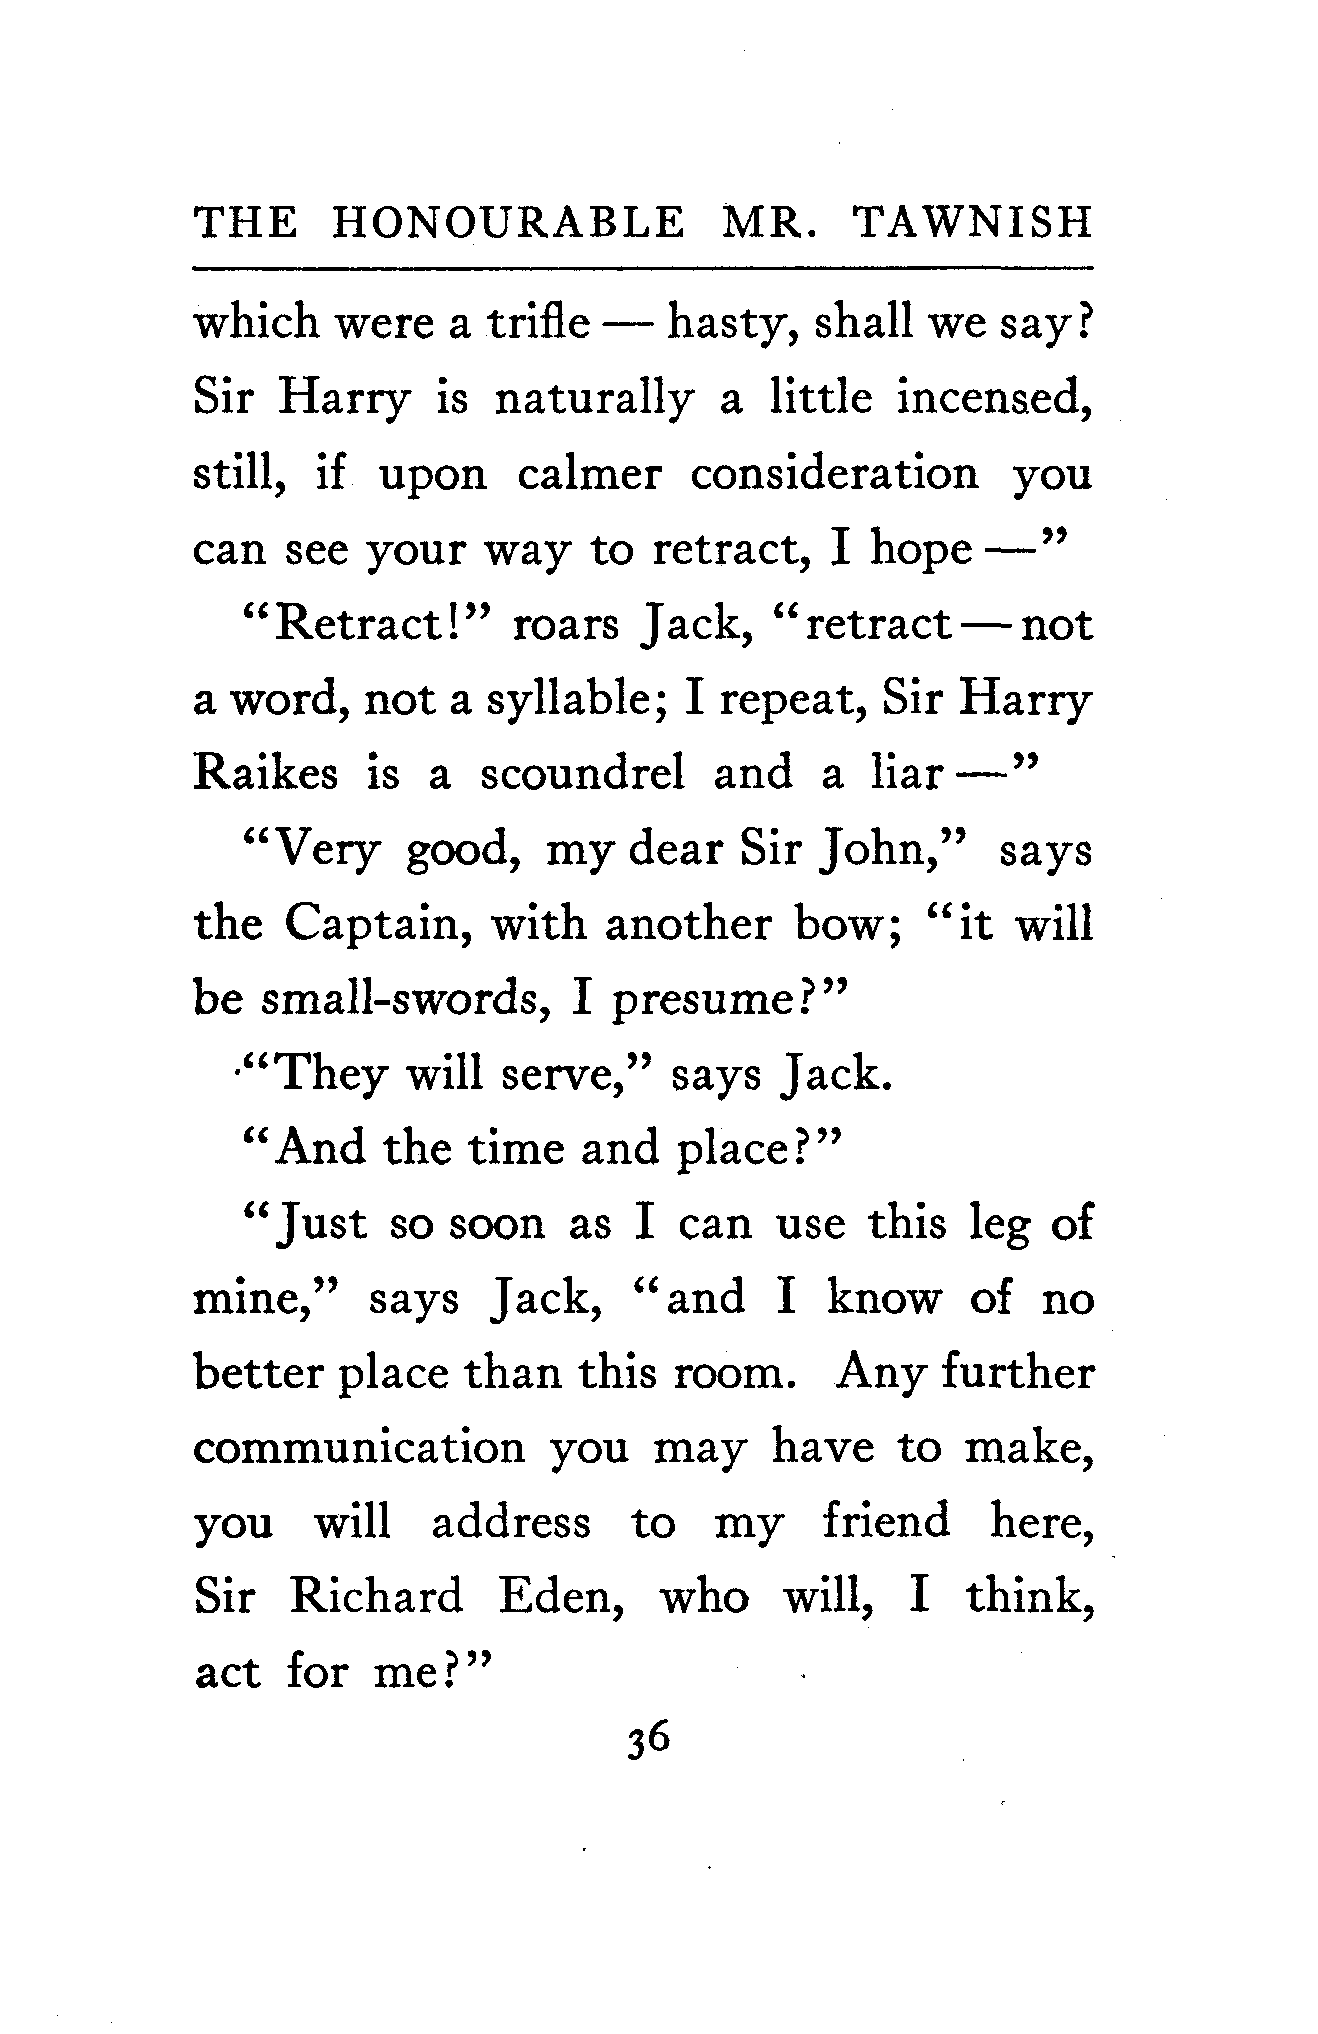 THE HONOURABLE MR. TAWNISH
which were a trifle — hasty, shall we say?
Sir Harry is naturally a little incensed,
still, if upon calmer consideration you
can see your way to retract, I hope —”
“Retract!” roars Jack, “retract — not
a word, not a syllable; I repeat, Sir Harry
Raikes is a scoundrel and a liar —”
“Very good, my dear Sir John,” says
the Captain, with another bow; “it will
be small-swords, I presume?”
“They will serve,” says Jack.
“And the time and place?”
“Just so soon as I can use this leg of
mine,” says Jack, “and I know of no
better place than this room. Any further
communication you may have to make,
you will address to my friend here,
Sir Richard Eden, who will, I think,
act for me?”
36